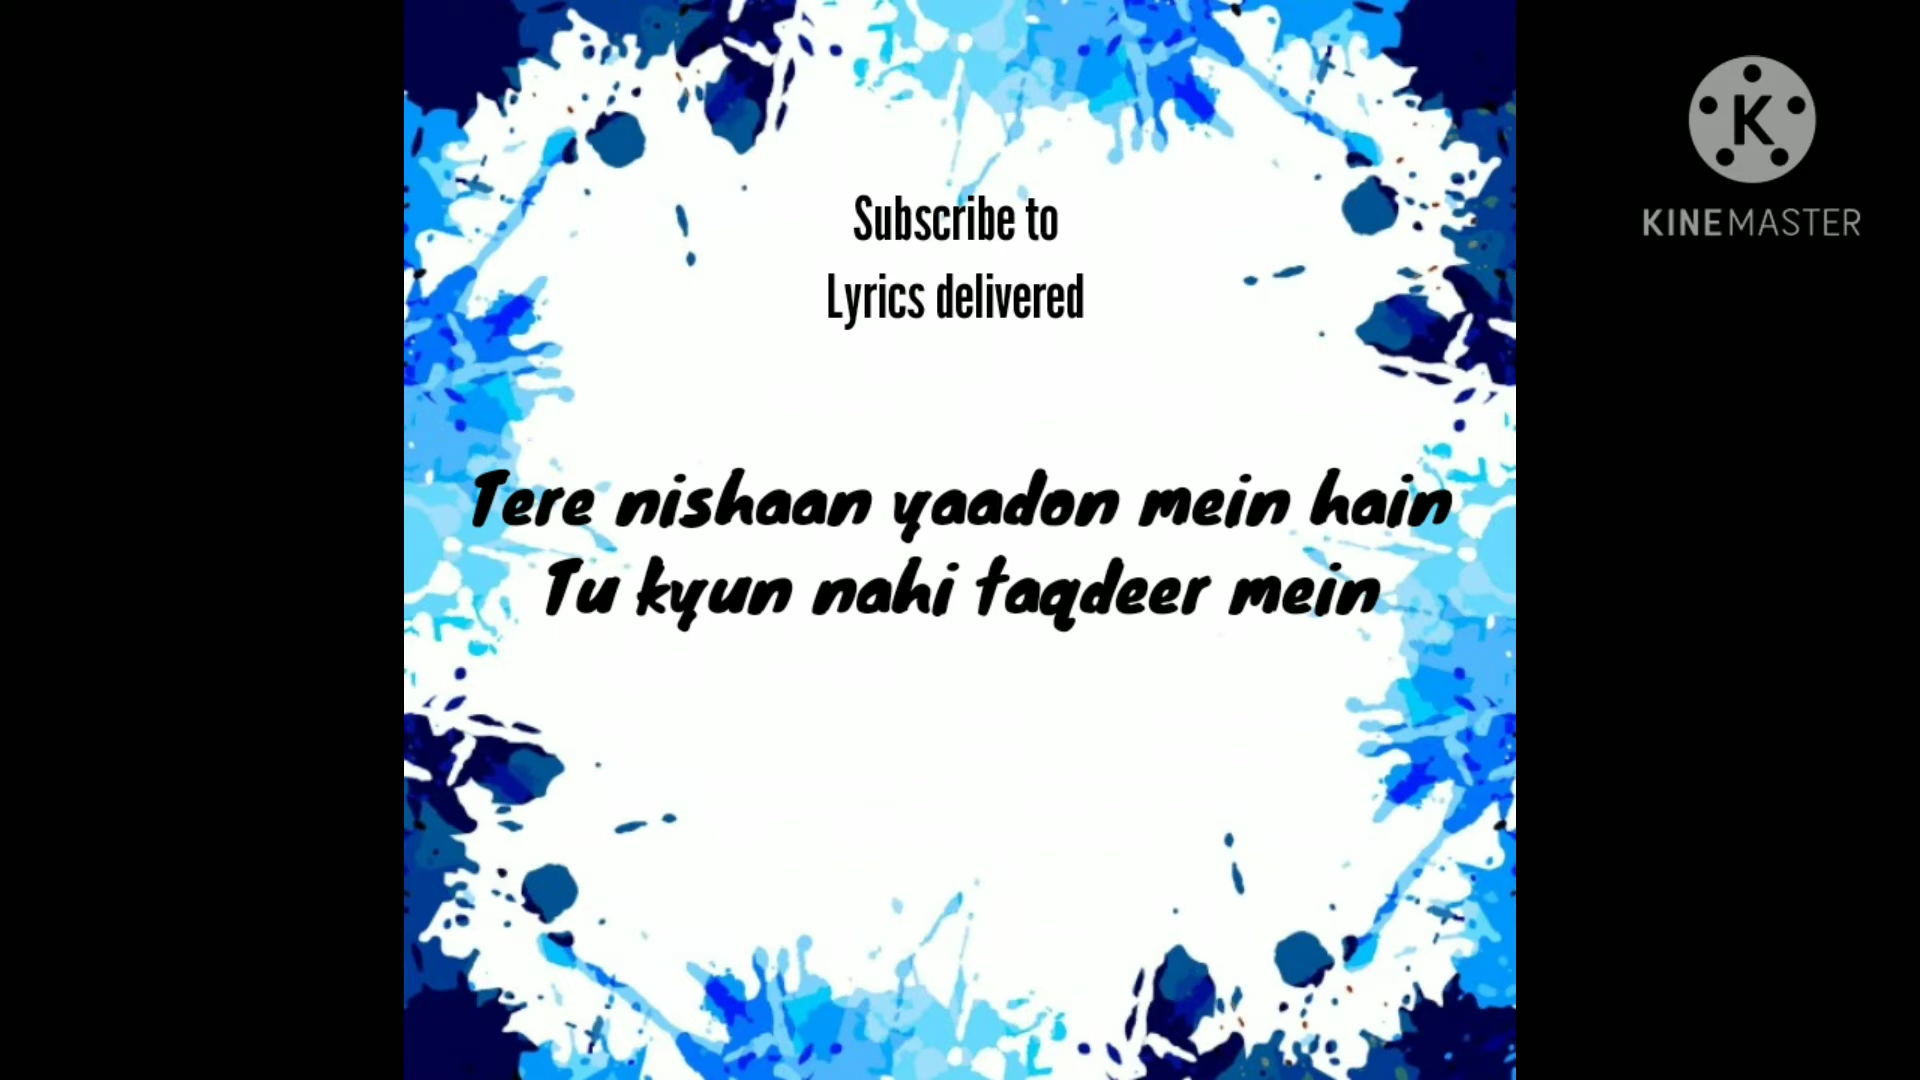 Subscribe to
Lyrics delivered
Tere nishaan yaadon mein hain
Tu kyun nahi taqdeer mein
K
KINEMASTER